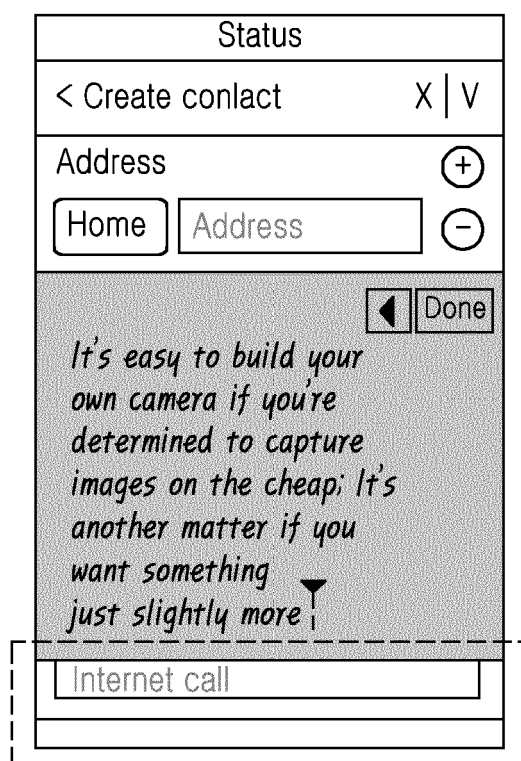 Status
< Create conlact X | V
Address +
Home Address −
Done
It's easy to build your
own camera if you're
determined to capture
images on the cheap; It's
another matter if you
want something
just slightly more
Internet call